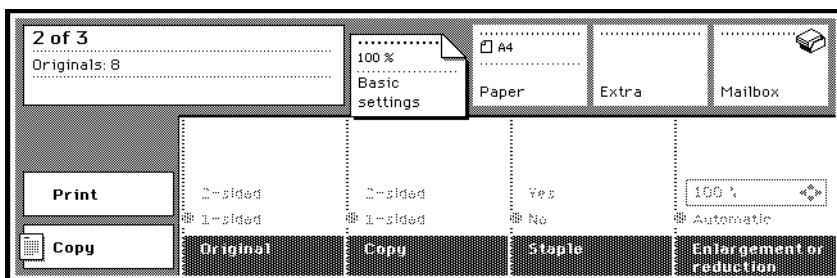 2 of 3
Originals: 8
100 %
Basic
settings
A4
Paper
Extra
Mailbox
Print
Copy
2-sided
1-sided
Original
2-sided
1-sided
Copy
Yes
No
Staple
100 %
Automatic
Enlargement or
reduction